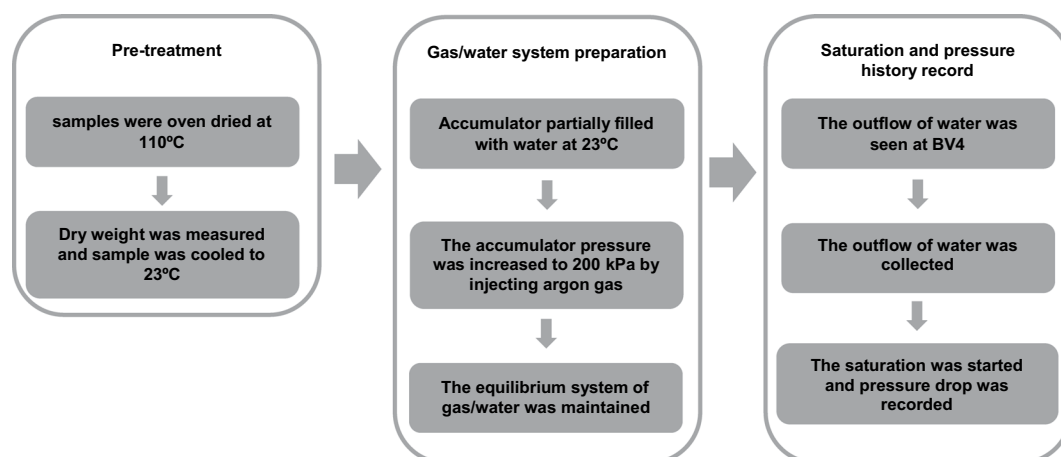 Pre-treatment
samples were oven dried at
110ºC
Dry weight was measured
and sample was cooled to
23ºC
Gas/water system preparation
Accumulator partially filled
with water at 23ºC
The accumulator pressure
was increased to 200 kPa by
injecting argon gas
The equilibrium system of
gas/water was maintained
Saturation and pressure
history record
The outflow of water was
seen at BV4
The outflow of water was
collected
The saturation was started
and pressure drop was
recorded